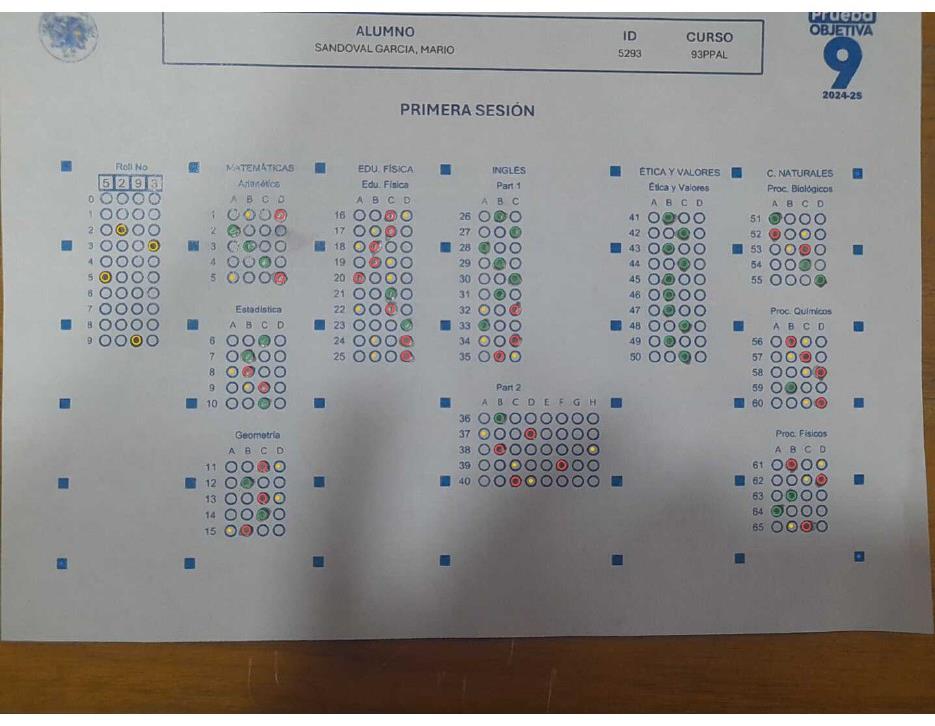 Prueba
OBJETIVA
9
2024-25
ALUMNO
SANDOVAL GARCIA, MARIO
ID
5293
CURSO
93PPAL
PRIMERA SESIÓN
Roll No
5 2 9 3
0
1
2
3
4
5
6
7
8
9
MATEMÁTICAS
Aritmética
A B C D
1
2
3
4
5
Estadística
A B C D
6
7
8
9
10
Geometría
A B C D
11
12
13
14
15
EDU. FÍSICA
Edu. Física
A B C D
16
17
18
19
20
21
22
23
24
25
INGLÉS
Part 1
A B C
26
27
28
29
30
31
32
33
34
35
Part 2
A B C D E F G H
36
37
38
39
40
ÉTICA Y VALORES
Ética y Valores
A B C D
41
42
43
44
45
46
47
48
49
50
C. NATURALES
Proc. Biológicos
A B C D
51
52
53
54
55
Proc. Químicos
A B C D
56
57
58
59
60
Proc. Físicos
A B C D
61
62
63
64
65